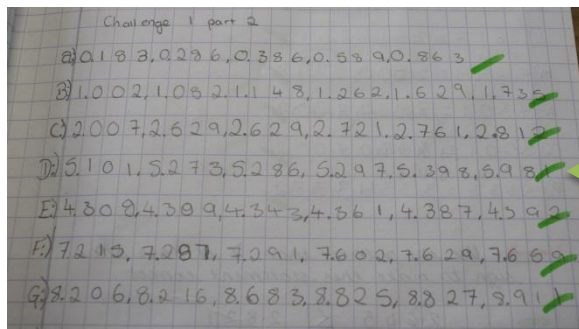 Challenge 1 part 2
a) 0.183, 0.286, 0.386, 0.589, 0.863
B) 1.002, 1.082, 1.148, 1.262, 1.629, 1.735
C) 2.007, 2.629, 2.629, 2.721. 2.761, 2.812
D:) 5.101, 5.273, 5.286, 5.297, 5.398, 5.981
E:) 4.308, 4.309, 4.343, 4.361, 4.387, 4.392
F:) 7.215, 7.287, 7.291, 7.602, 7.629, 7.669
G:) 8.206, 8.216, 8.683, 8.825, 8.827, 8.911